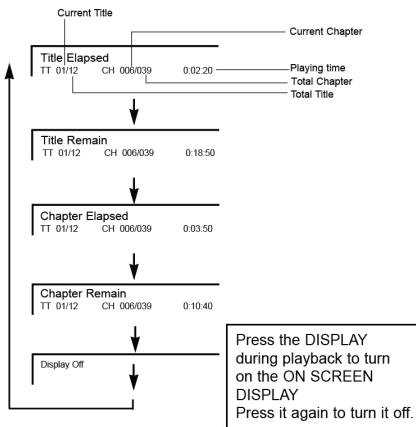 Current Title
Current Chapter
Title Elapsed
TT 01/12 CH 006/039 0:02:20
Playing time
Total Chapter
Total Title
Title Remain
TT 01/12 CH 006/039 0:18:50
Chapter Elapsed
TT 01/12 CH 006/039 0:03:50
Chapter Remain
TT 01/12 CH 006/039 0:10:40
Display Off
Press the DISPLAY
during playback to turn
on the ON SCREEN
DISPLAY
Press it again to turn it off.